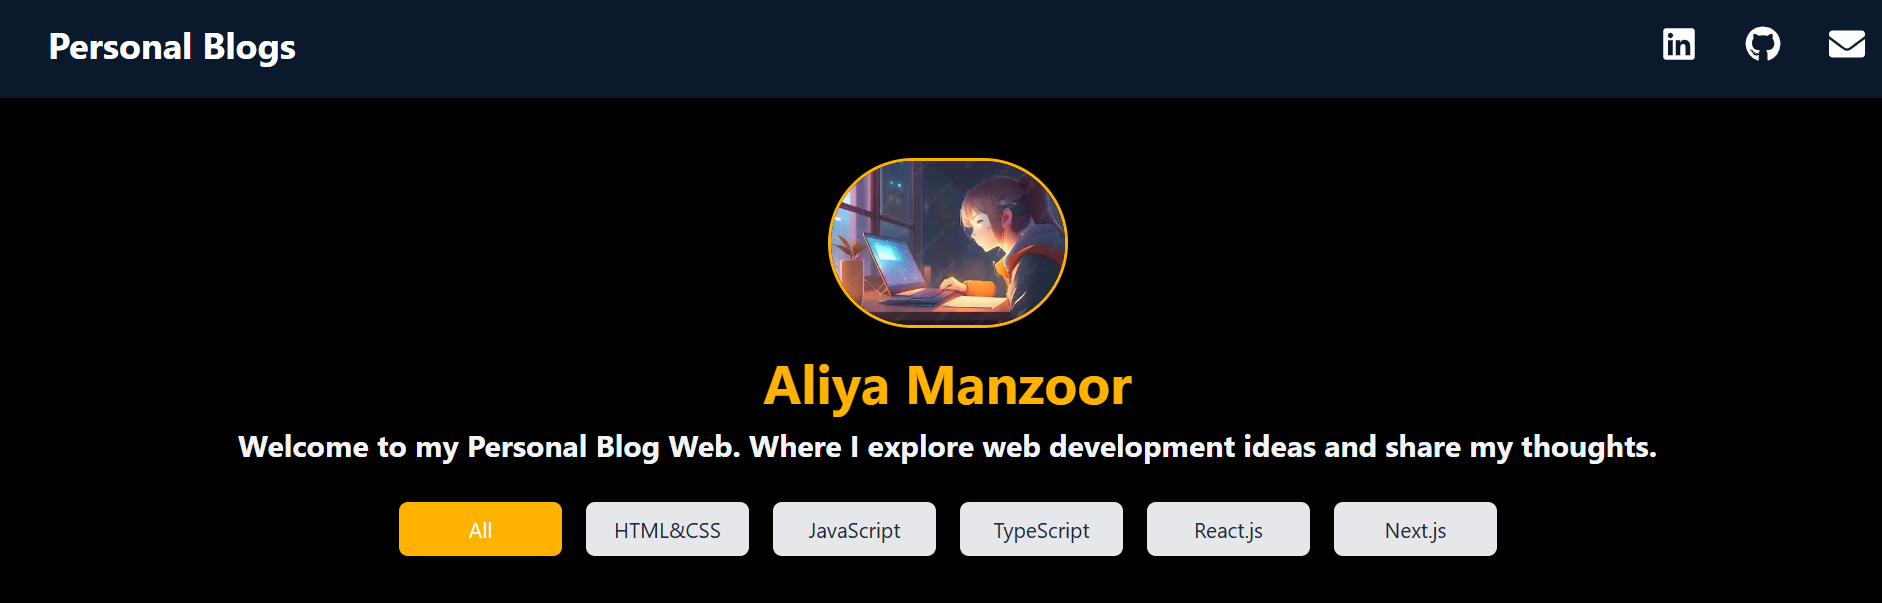 Personal Blogs
in
Aliya Manzoor
Welcome to my Personal Blog Web. Where I explore web development ideas and share my thoughts.
All HTML&CSS JavaScript TypeScript React.js Next.js